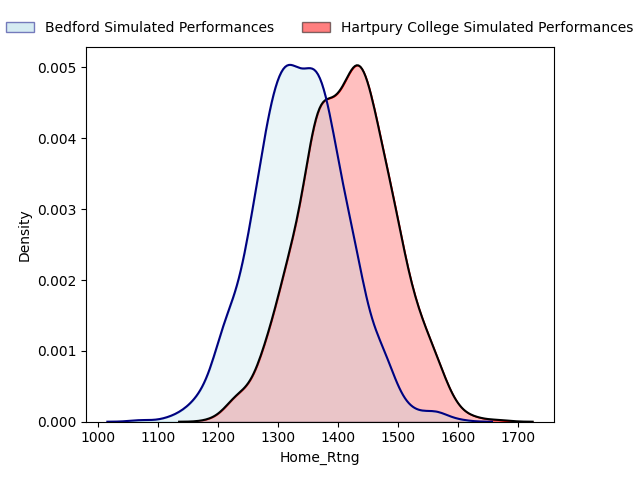 Bedford Simulated Performances Hartpury College Simulated Performances
0.005
0.004
0.003
0.002
0.001
0.000
Density
1000 1100 1200 1300 1400 1500 1600 1700
Home_Rtng